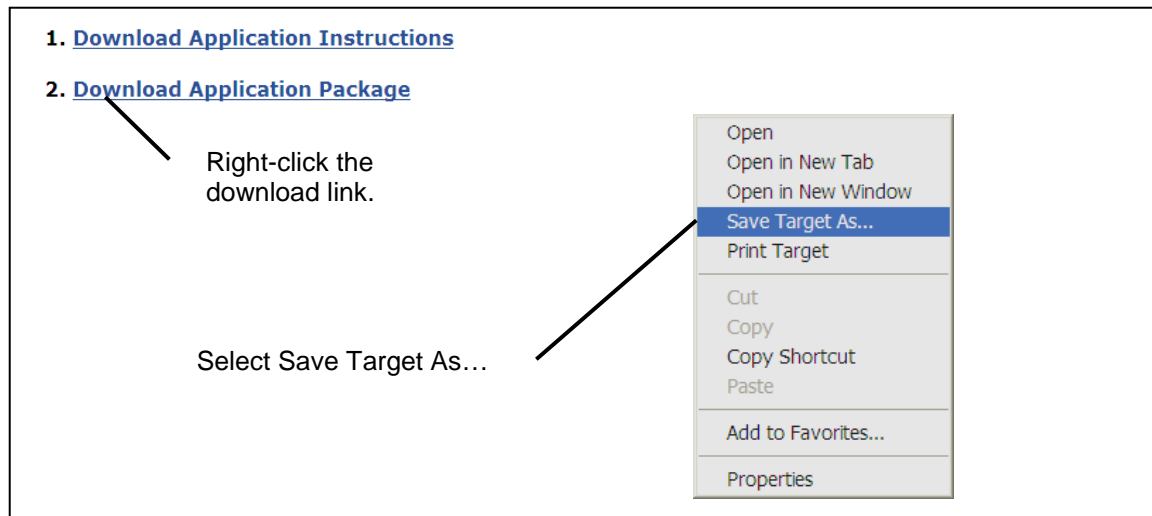 1. Download Application Instructions
2. Download Application Package
Right-click the
download link.
Select Save Target As…
Open
Open in New Tab
Open in New Window
Save Target As...
Print Target
Cut
Copy
Copy Shortcut
Paste
Add to Favorites...
Properties